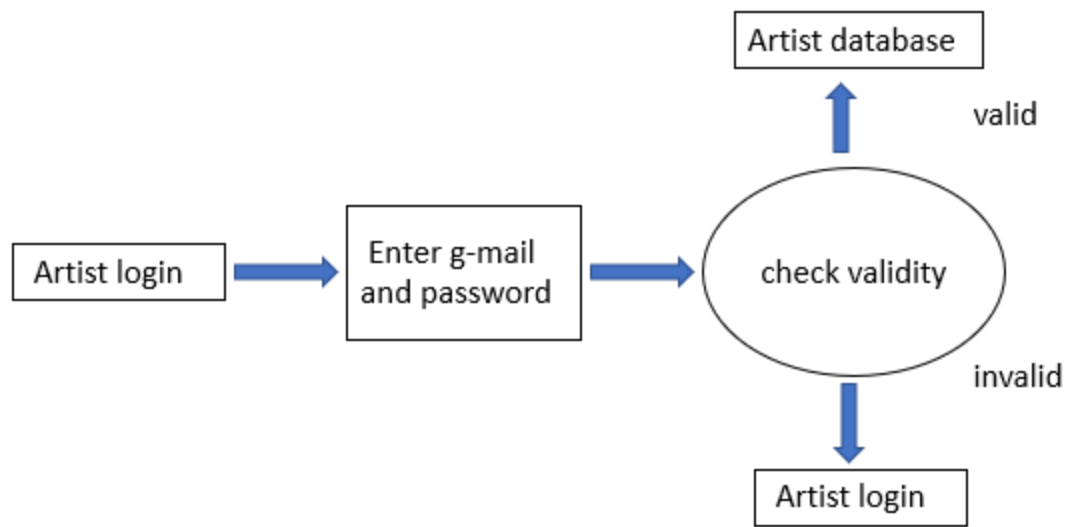 Artist database
valid
Artist login
Enter g-mail
and password
check validity
invalid
Artist login